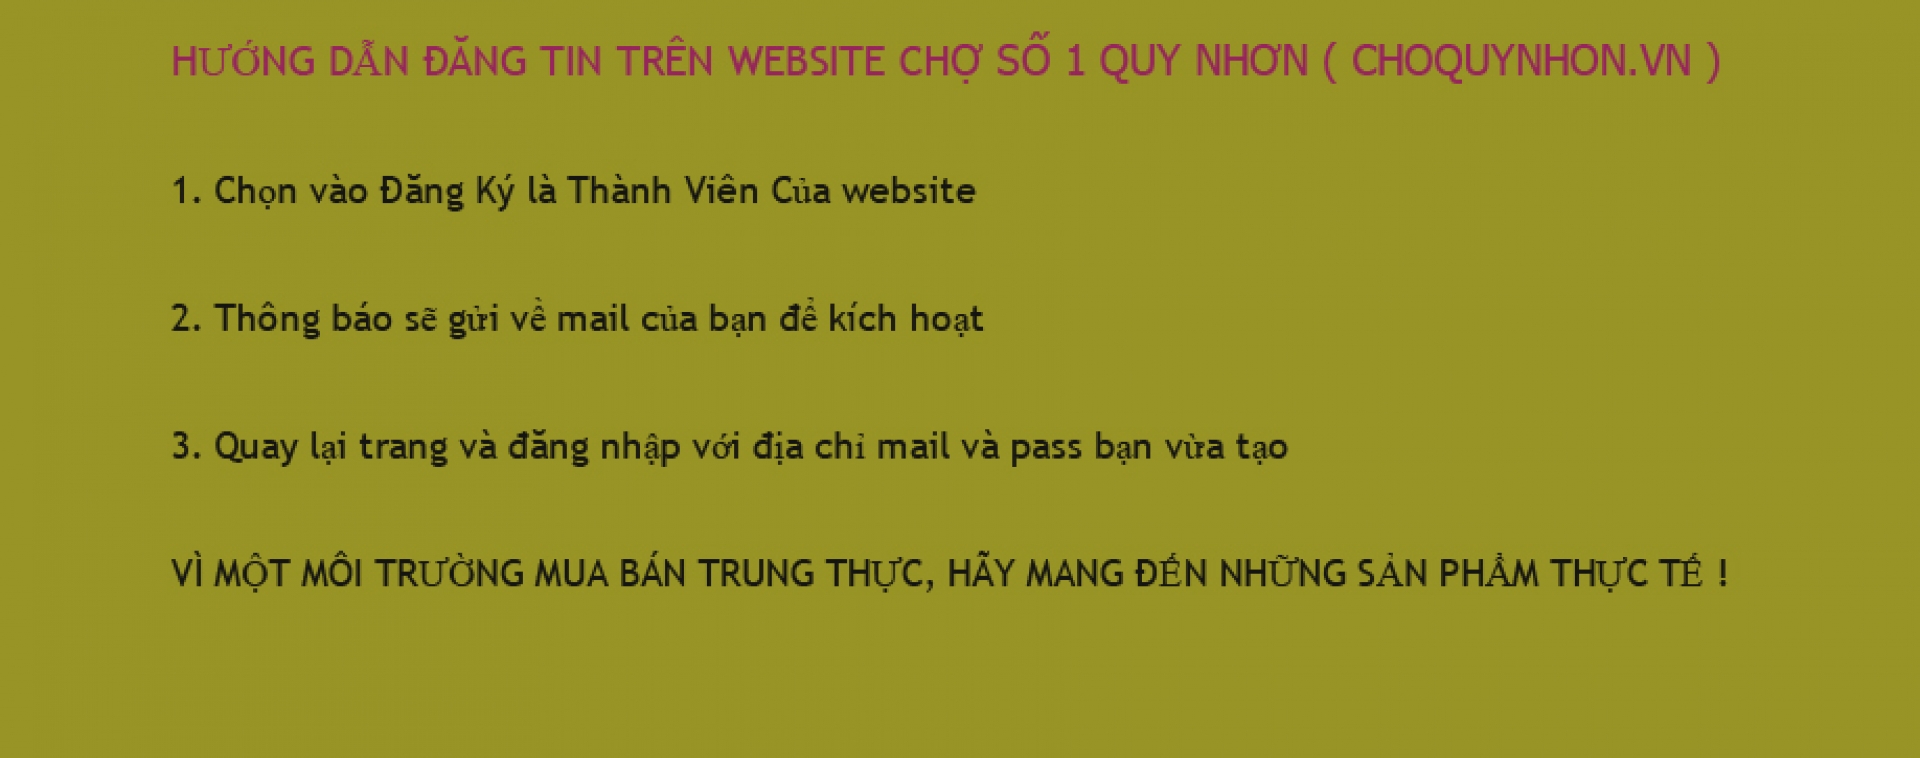 HƯỚNG DẪN ĐĂNG TIN TRÊN WEBSITE CHỢ SỐ 1 QUY NHƠN ( CHOQUYNHON.VN )
1. Chọn vào Đăng Ký là Thành Viên Của website
2. Thông báo sẽ gửi về mail của bạn để kích hoạt
3. Quay lại trang và đăng nhập với địa chỉ mail và pass bạn vừa tạo
VÌ MỘT MÔI TRƯỜNG MUA BÁN TRUNG THỰC, HÃY MANG ĐẾN NHỮNG SẢN PHẨM THỰC TẾ !